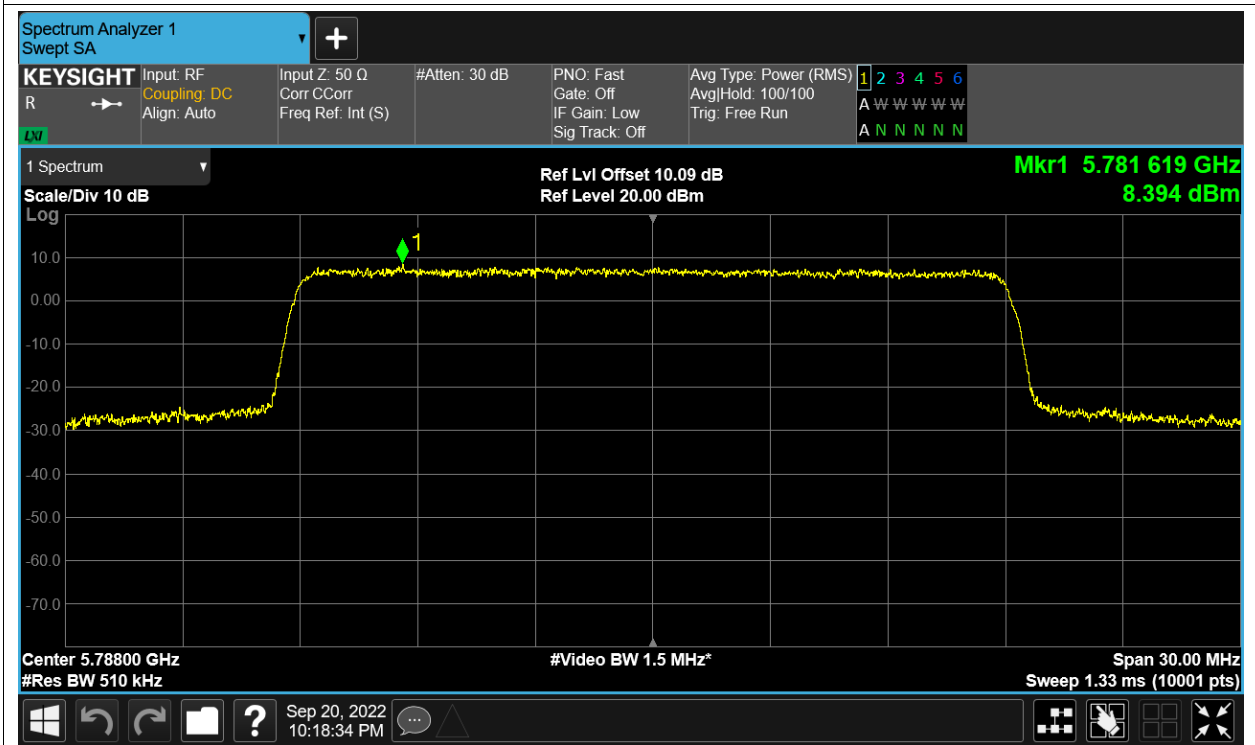 Spectrum Analyzer 1
Swept SA
+
KEYSIGHT Input: RF Input Z: 50 Ω #Atten: 30 dB PNO: Fast Avg Type: Power (RMS) 1 2 3 4 5 6
R Coupling: DC Corr CCorr Gate: Off Avg|Hold: 100/100 A W W W W W
Align: Auto Freq Ref: Int (S) IF Gain: Low Trig: Free Run
LXI Sig Track: Off A N N N N N
1 Spectrum Ref Lvl Offset 10.09 dB Mkr1 5.781 619 GHz
Scale/Div 10 dB Ref Level 20.00 dBm 8.394 dBm
Log
1
10.0
0.00
-10.0
-20.0
-30.0
-40.0
-50.0
-60.0
-70.0
Center 5.78800 GHz #Video BW 1.5 MHz* Span 30.00 MHz
#Res BW 510 kHz Sweep 1.33 ms (10001 pts)
? Sep 20, 2022
10:18:34 PM